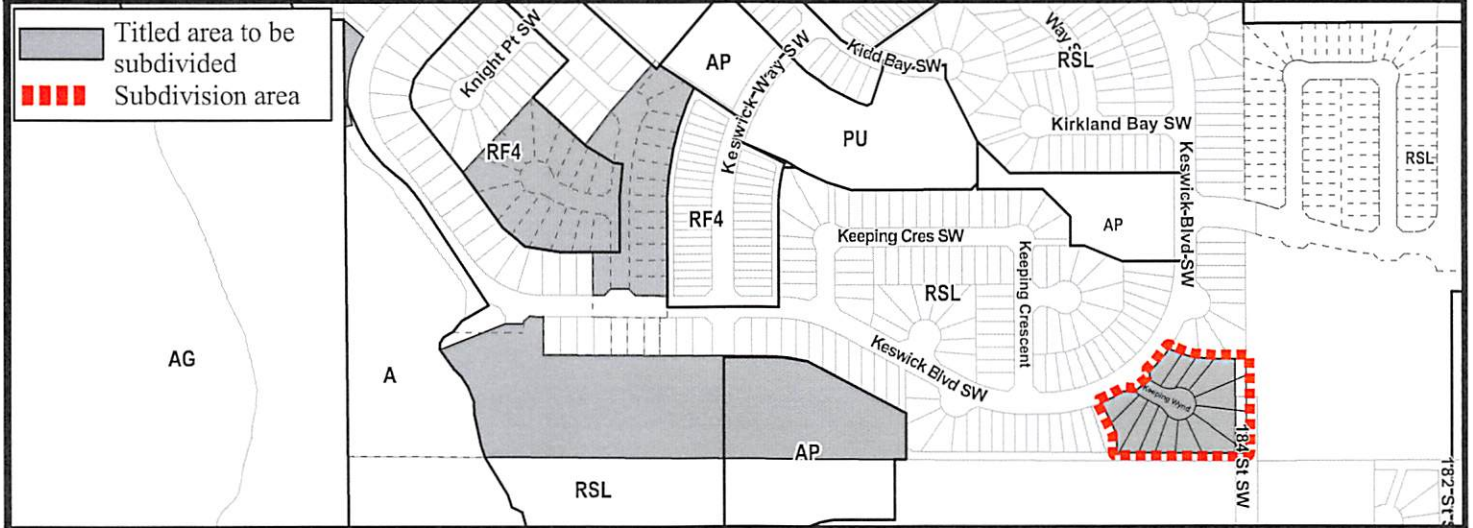 Titled area to be
subdivided
Subdivision area
Knight Pt SW
AP
Keswick Way SW
Kidd Bay SW
Way S
RSL
Kirkland Bay SW
RF4
PU
RSL
RF4
Keeping Cres SW
AP
Keswick Blvd SW
RSL
Keeping Crescent
AG
A
Keswick Blvd SW
Keeping Wynd
184 St SW
AP
RSL
182 St S